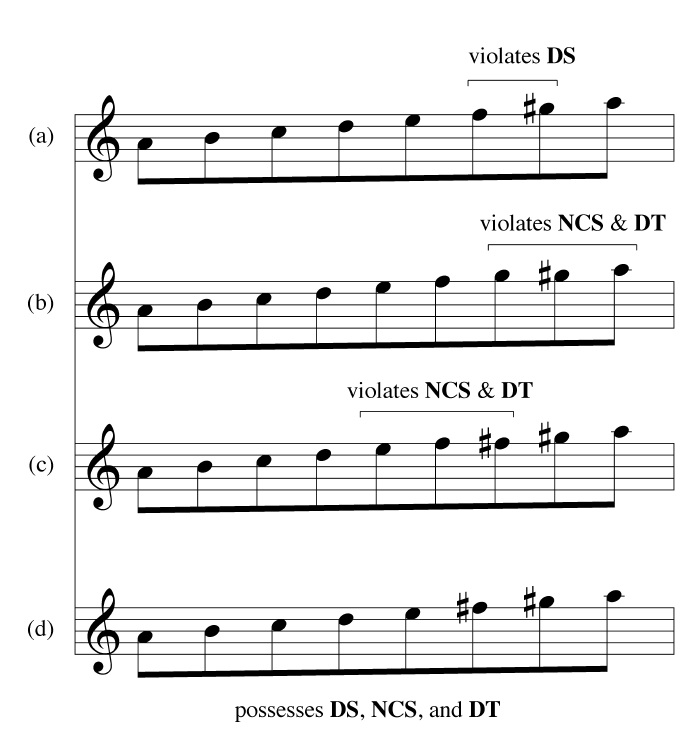 violates DS
(a)
violates NCS & DT
(b)
violates NCS & DT
(c)
(d)
possesses DS, NCS, and DT